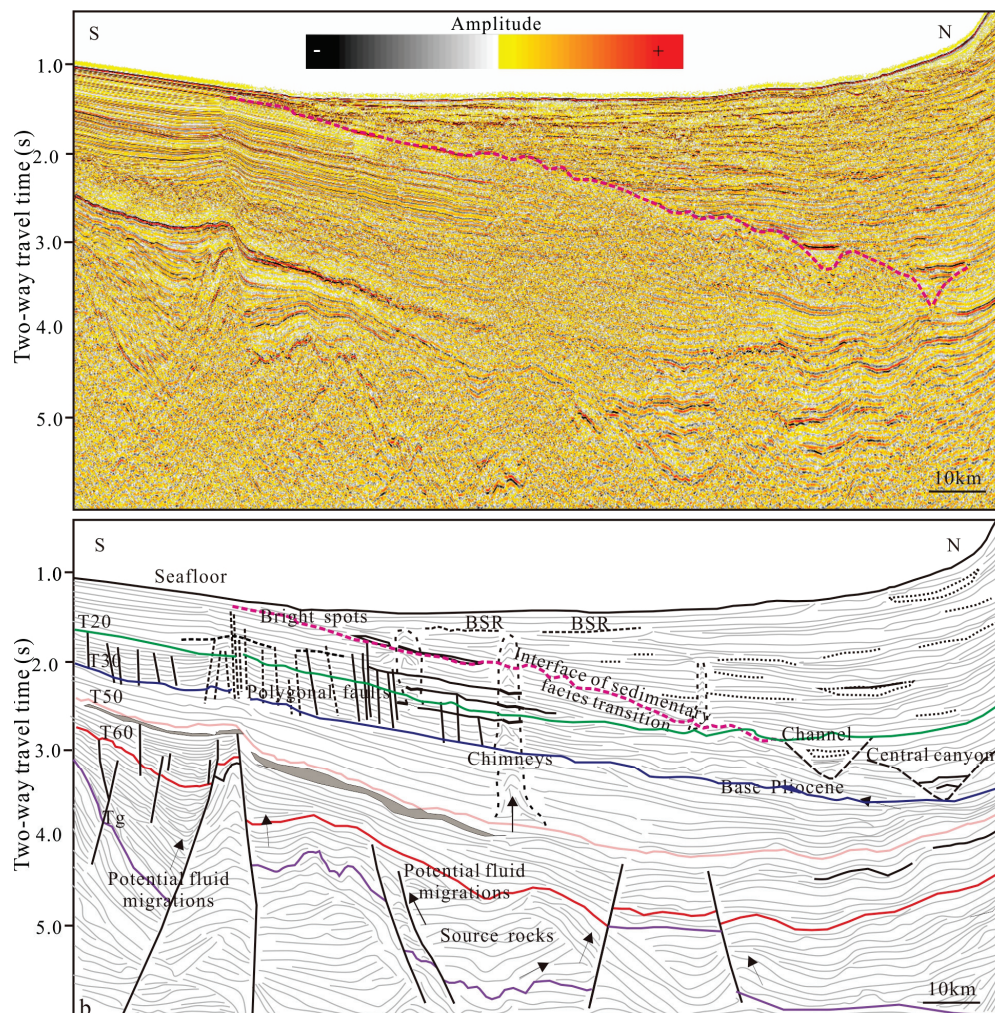 Amplitude
S
N
-
+
1.0
2.0
3.0
4.0
5.0
Two-way travel time (s)
10km
S
N
1.0
2.0
3.0
4.0
5.0
Two-way travel time (s)
Seafloor
T20
Bright spots
BSR
BSR
T30
Polygonal faults
Interface of sedimentary
facies transition
T50
T60
Channel
Chimneys
Central canyon
Base Pliocene
Tg
Potential fluid
migrations
Potential fluid
migrations
Source rocks
10km
b